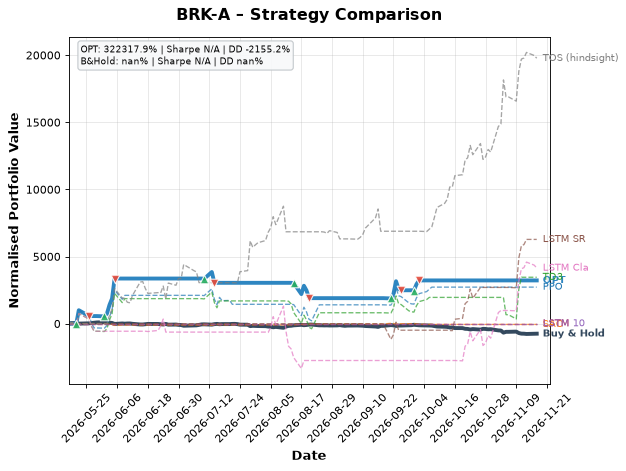 BRK-A – Strategy Comparison
OPT: 322317.9% | Sharpe N/A | DD -2155.2%
B&Hold: nan% | Sharpe N/A | DD nan%
Normalised Portfolio Value
20000
15000
10000
5000
0
TOS (hindsight)
LSTM SR
LSTM Cla
OPT
PPO
LSTM 10
Buy & Hold
2026-05-25
2026-06-06
2026-06-18
2026-06-30
2026-07-12
2026-07-24
2026-08-05
2026-08-17
2026-08-29
2026-09-10
2026-09-22
2026-10-04
2026-10-16
2026-10-28
2026-11-09
2026-11-21
Date